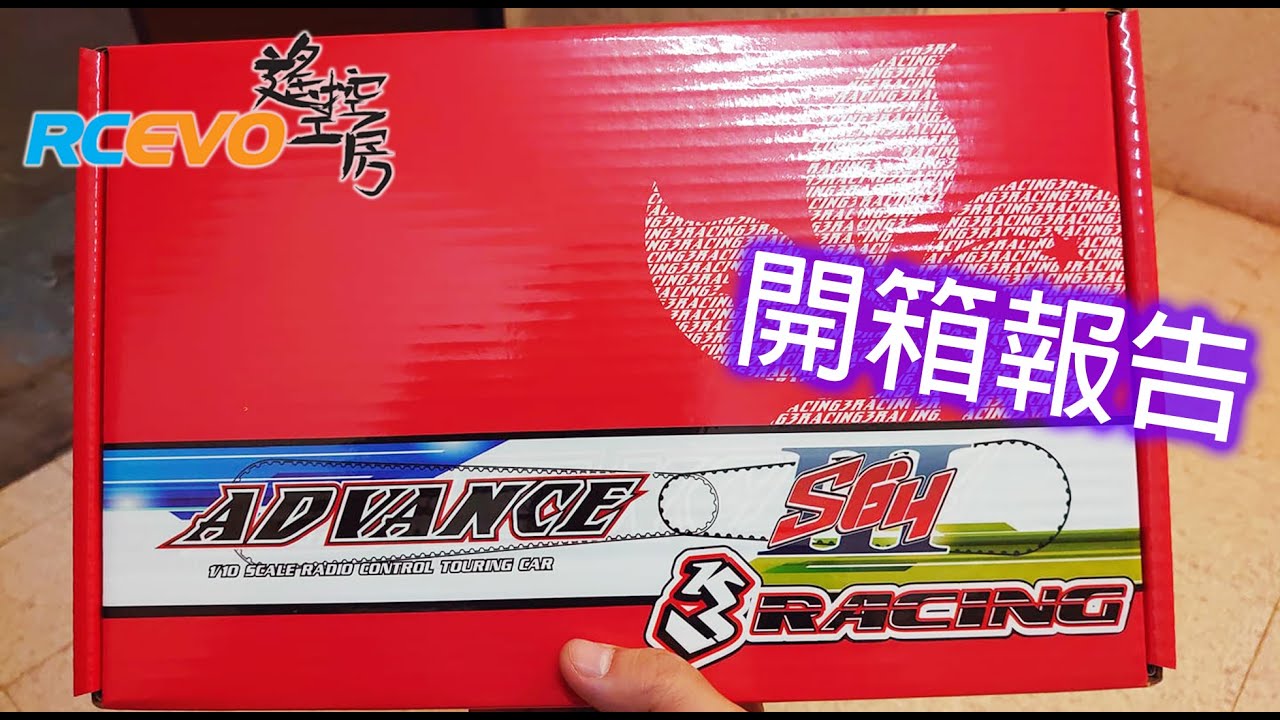 遙控工房
RCEVO
開箱報告
ADVANCE
SG4
III
1/10 SCALE RADIO CONTROL TOURING CAR
3RACING